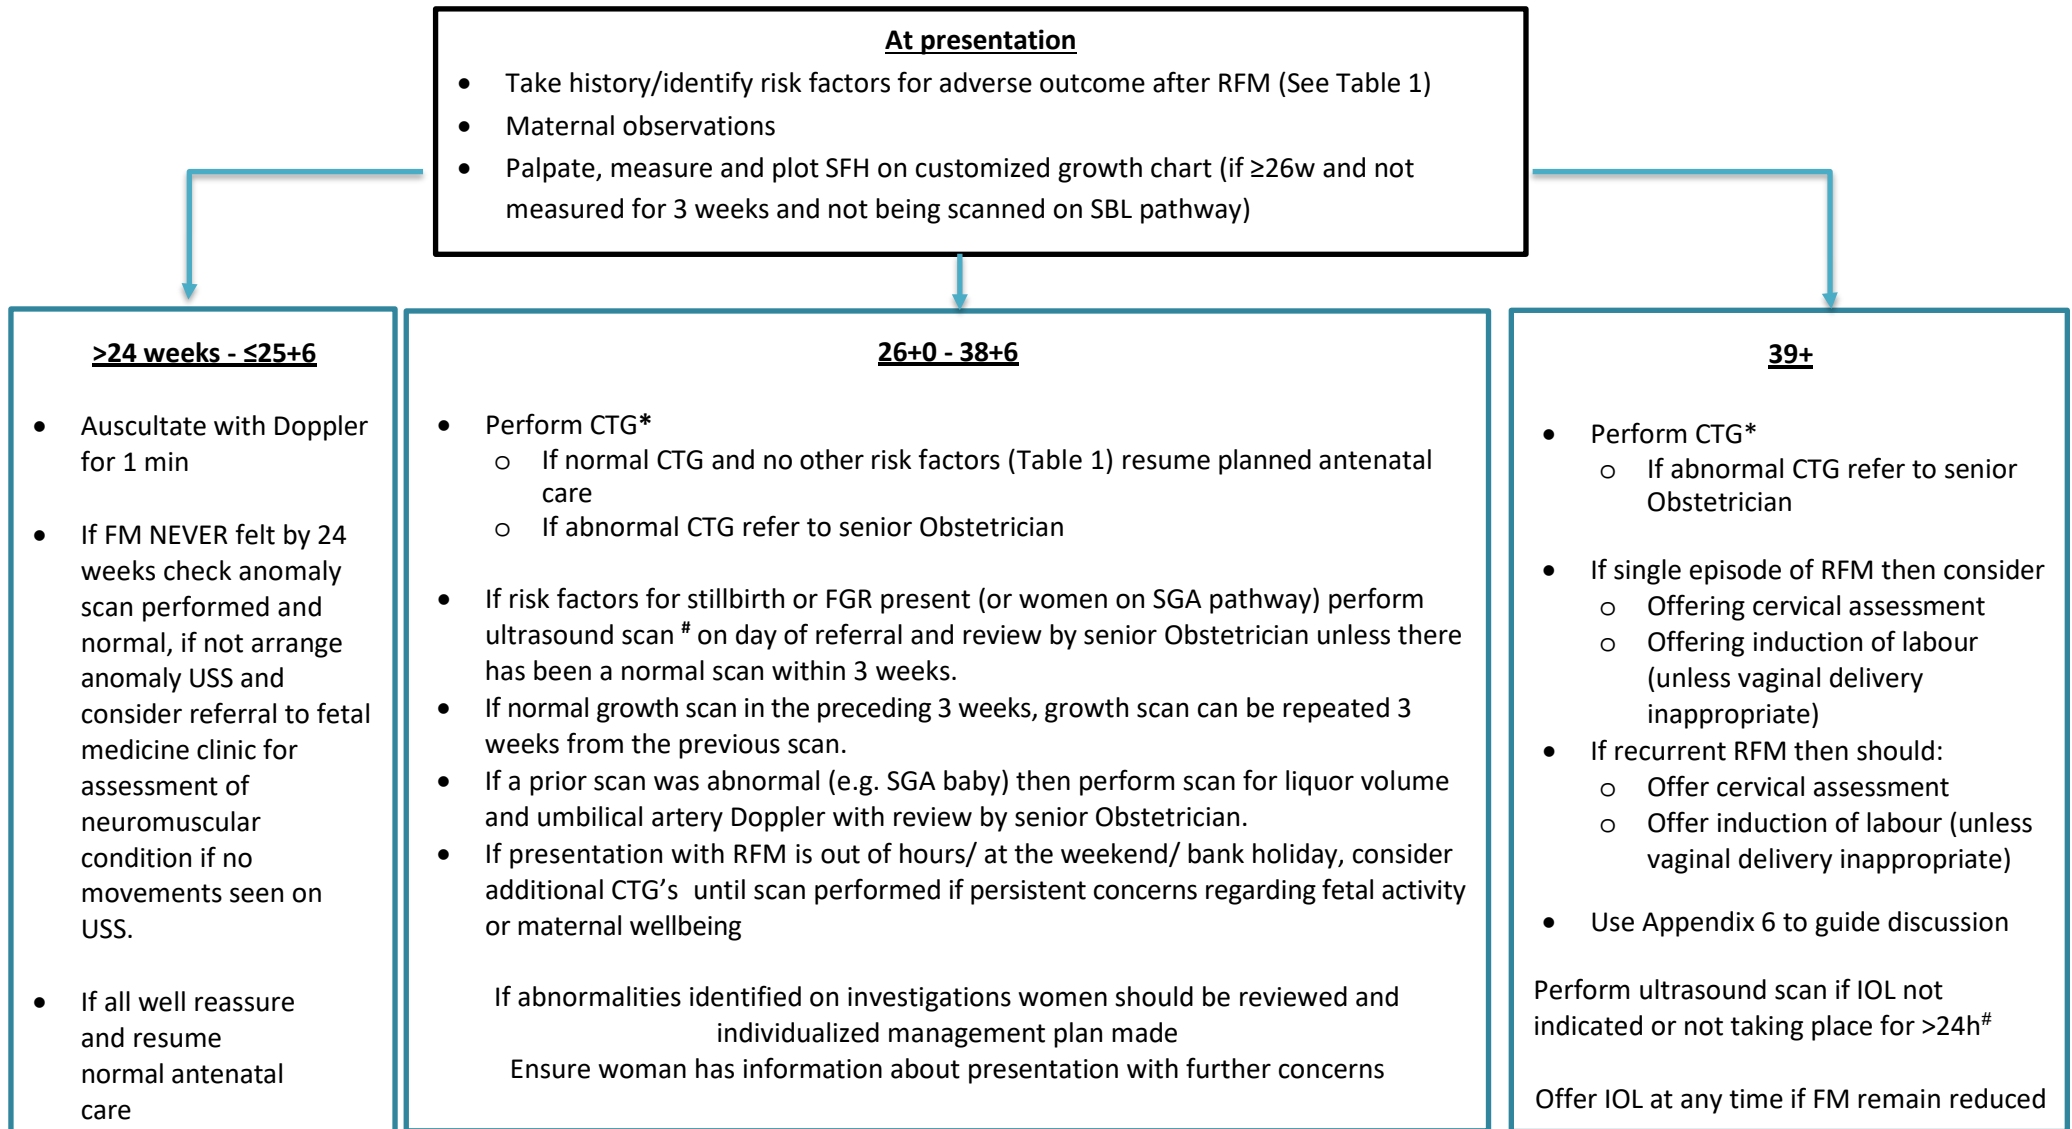 At presentation
• Take history/identify risk factors for adverse outcome after RFM (See Table 1)
• Maternal observations
• Palpate, measure and plot SFH on customized growth chart (if ≥26w and not
measured for 3 weeks and not being scanned on SBL pathway)
>24 weeks - ≤25+6
• Auscultate with Doppler
for 1 min
• If FM NEVER felt by 24
weeks check anomaly
scan performed and
normal, if not arrange
anomaly USS and
consider referral to fetal
medicine clinic for
assessment of
neuromuscular
condition if no
movements seen on
USS.
• If all well reassure
and resume
normal antenatal
care
26+0 - 38+6
• Perform CTG*
o If normal CTG and no other risk factors (Table 1) resume planned antenatal
care
o If abnormal CTG refer to senior Obstetrician
• If risk factors for stillbirth or FGR present (or women on SGA pathway) perform
ultrasound scan # on day of referral and review by senior Obstetrician unless there
has been a normal scan within 3 weeks.
• If normal growth scan in the preceding 3 weeks, growth scan can be repeated 3
weeks from the previous scan.
• If a prior scan was abnormal (e.g. SGA baby) then perform scan for liquor volume
and umbilical artery Doppler with review by senior Obstetrician.
• If presentation with RFM is out of hours/ at the weekend/ bank holiday, consider
additional CTG’s until scan performed if persistent concerns regarding fetal activity
or maternal wellbeing
If abnormalities identified on investigations women should be reviewed and
individualized management plan made
Ensure woman has information about presentation with further concerns
39+
• Perform CTG*
o If abnormal CTG refer to senior
Obstetrician
• If single episode of RFM then consider
o Offering cervical assessment
o Offering induction of labour
(unless vaginal delivery
inappropriate)
• If recurrent RFM then should:
o Offer cervical assessment
o Offer induction of labour (unless
vaginal delivery inappropriate)
• Use Appendix 6 to guide discussion
Perform ultrasound scan if IOL not
indicated or not taking place for >24h#
Offer IOL at any time if FM remain reduced